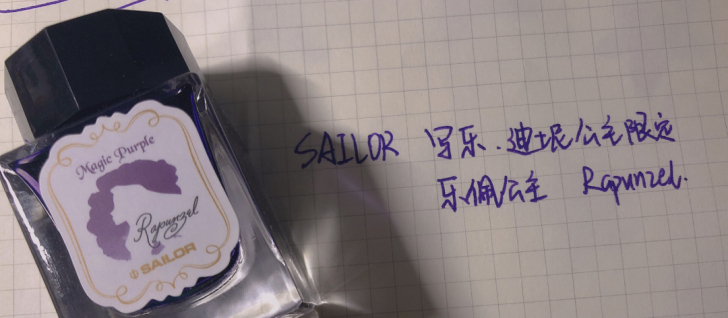 Magic Purple
Rapunzel
SAILOR
SAILOR 写乐.迪士尼公主限定
乐佩公主 Rapunzel.